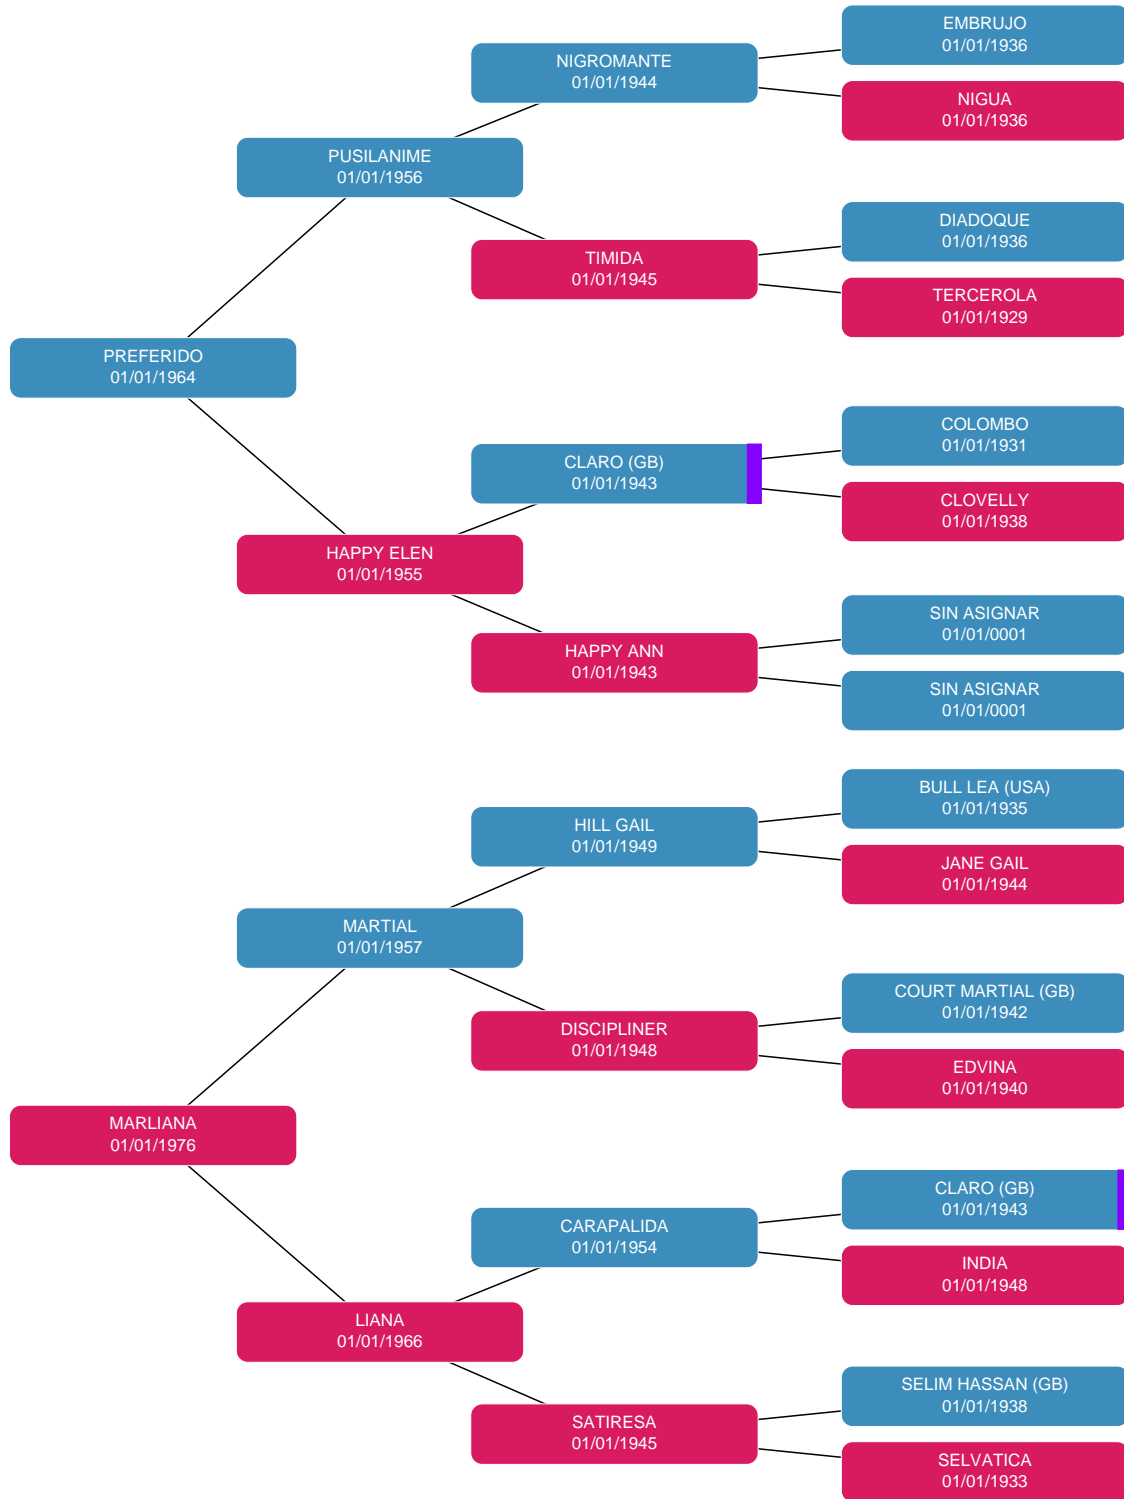 EMBRUJO
01/01/1936
NIGROMANTE
01/01/1944
NIGUA
01/01/1936
PUSILANIME
01/01/1956
DIADOQUE
01/01/1936
TIMIDA
01/01/1945
TERCEROLA
01/01/1929
PREFERIDO
01/01/1964
COLOMBO
01/01/1931
CLARO (GB)
01/01/1943
CLOVELLY
01/01/1938
HAPPY ELEN
01/01/1955
SIN ASIGNAR
01/01/0001
HAPPY ANN
01/01/1943
SIN ASIGNAR
01/01/0001
BULL LEA (USA)
01/01/1935
HILL GAIL
01/01/1949
JANE GAIL
01/01/1944
MARTIAL
01/01/1957
COURT MARTIAL (GB)
01/01/1942
DISCIPLINER
01/01/1948
EDVINA
01/01/1940
MARLIANA
01/01/1976
CLARO (GB)
01/01/1943
CARAPALIDA
01/01/1954
INDIA
01/01/1948
LIANA
01/01/1966
SELIM HASSAN (GB)
01/01/1938
SATIRESA
01/01/1945
SELVATICA
01/01/1933